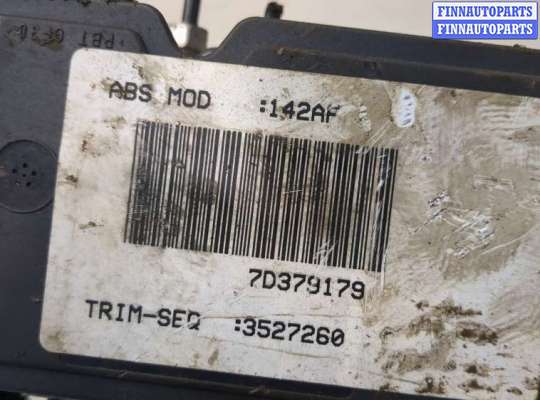 FINNAUTOPARTS
FINNAUTOPARTS
ABS MOD :142AF
7D379179
TRIM-SEQ :3527260